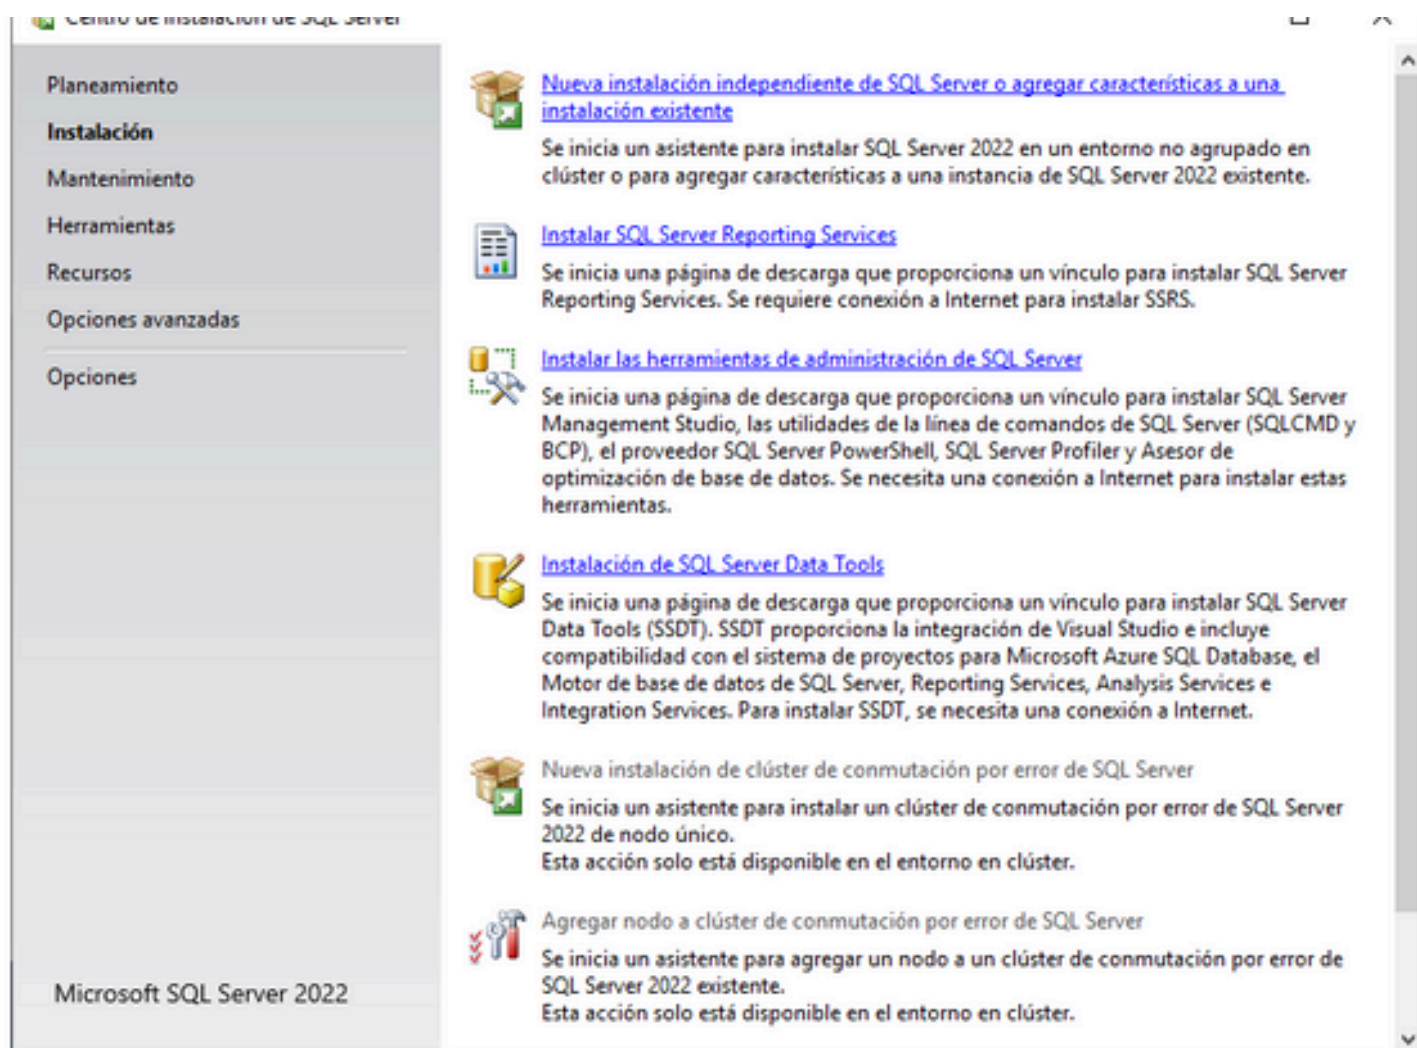 Centro de instalación de SQL Server
Planeamiento
Instalación
Mantenimiento
Herramientas
Recursos
Opciones avanzadas
Opciones
Microsoft SQL Server 2022
Nueva instalación independiente de SQL Server o agregar características a una
instalación existente
Se inicia un asistente para instalar SQL Server 2022 en un entorno no agrupado en
clúster o para agregar características a una instancia de SQL Server 2022 existente.
Instalar SQL Server Reporting Services
Se inicia una página de descarga que proporciona un vínculo para instalar SQL Server
Reporting Services. Se requiere conexión a Internet para instalar SSRS.
Instalar las herramientas de administración de SQL Server
Se inicia una página de descarga que proporciona un vínculo para instalar SQL Server
Management Studio, las utilidades de la línea de comandos de SQL Server (SQLCMD y
BCP), el proveedor SQL Server PowerShell, SQL Server Profiler y Asesor de
optimización de base de datos. Se necesita una conexión a Internet para instalar estas
herramientas.
Instalación de SQL Server Data Tools
Se inicia una página de descarga que proporciona un vínculo para instalar SQL Server
Data Tools (SSDT). SSDT proporciona la integración de Visual Studio e incluye
compatibilidad con el sistema de proyectos para Microsoft Azure SQL Database, el
Motor de base de datos de SQL Server, Reporting Services, Analysis Services e
Integration Services. Para instalar SSDT, se necesita una conexión a Internet.
Nueva instalación de clúster de conmutación por error de SQL Server
Se inicia un asistente para instalar un clúster de conmutación por error de SQL Server
2022 de nodo único.
Esta acción solo está disponible en el entorno en clúster.
Agregar nodo a clúster de conmutación por error de SQL Server
Se inicia un asistente para agregar un nodo a un clúster de conmutación por error de
SQL Server 2022 existente.
Esta acción solo está disponible en el entorno en clúster.